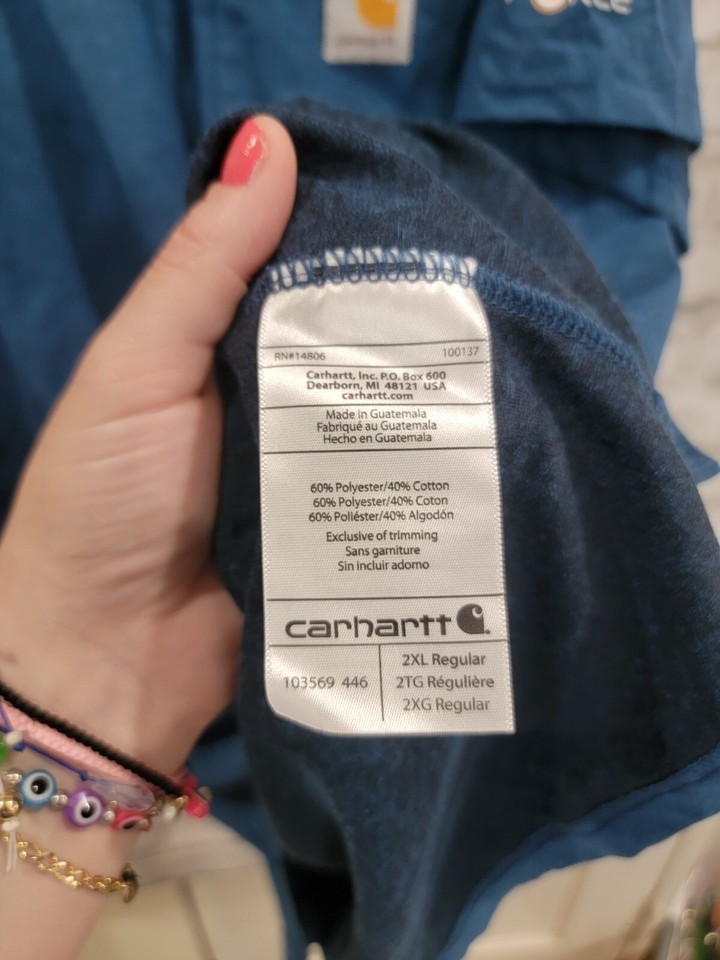 carhartt
RN#14806 100137
Carhartt, Inc. P.O. Box 600
Dearborn, MI 48121 USA
carhartt.com
Made in Guatemala
Fabriqué au Guatemala
Hecho en Guatemala
60% Polyester/40% Cotton
60% Polyester/40% Coton
60% Poliéster/40% Algodón
Exclusive of trimming
Sans garniture
Sin incluir adorno
carhartt
103569 446
2XL Regular
2TG Régulière
2XG Regular